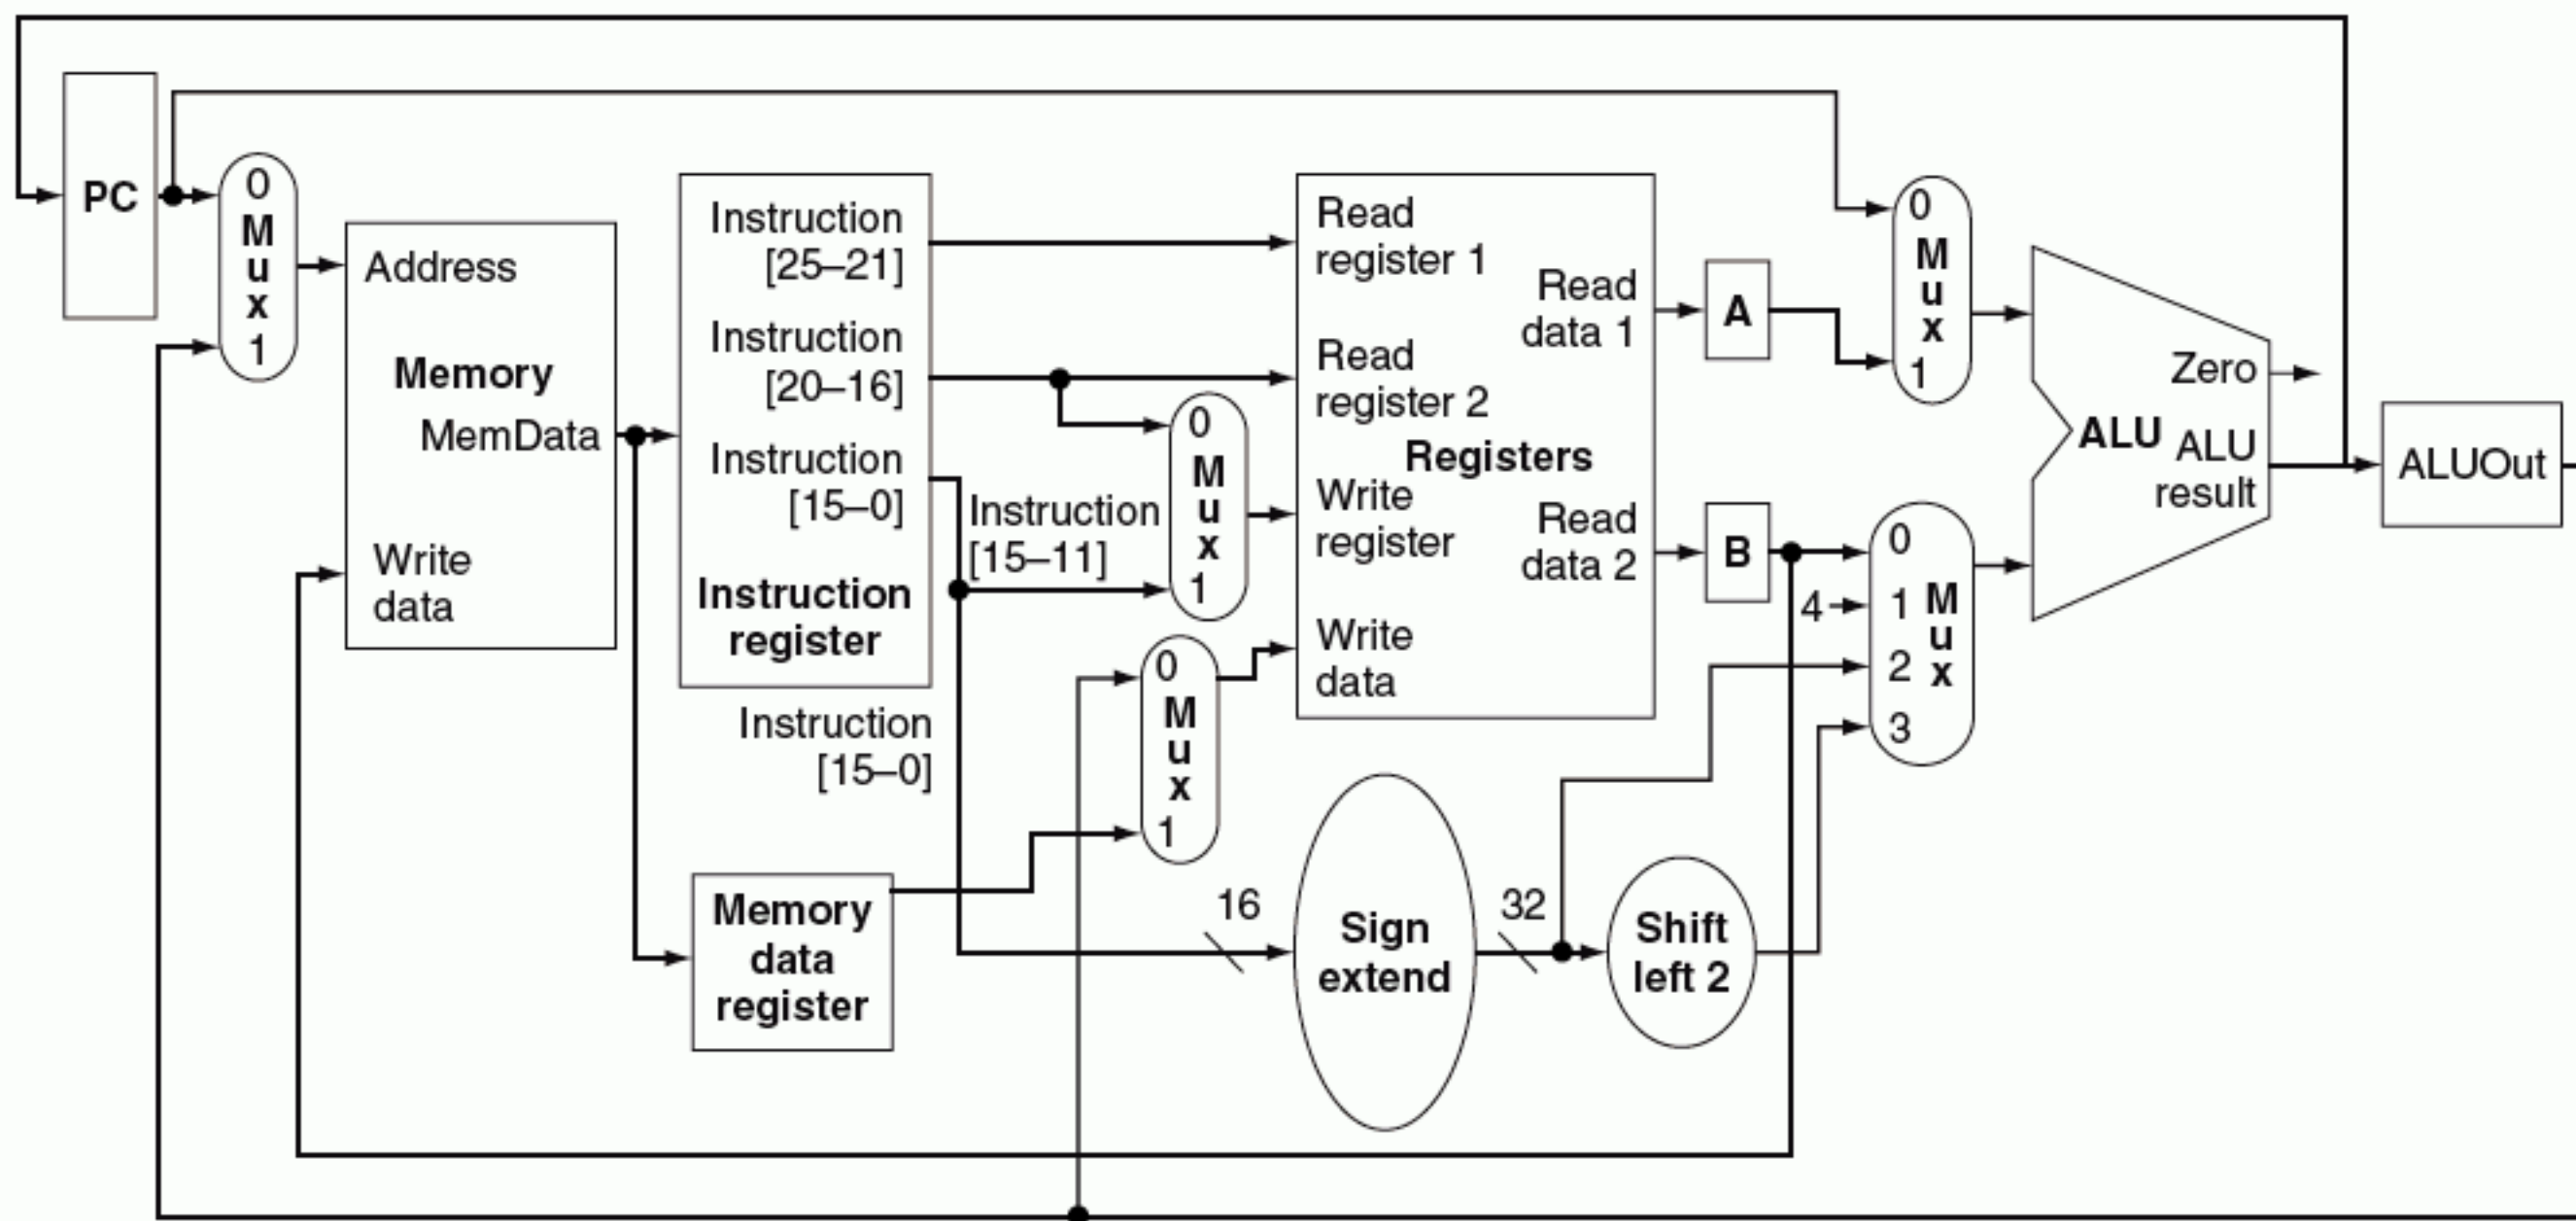 PC
0
M
u
x
1
Address
Memory
MemData
Write
data
Instruction
[25–21]
Instruction
[20–16]
Instruction
[15–0]
Instruction
register
Instruction
[15–0]
Memory
data
register
Instruction
[15–11]
0
M
u
x
1
0
M
u
x
1
16
Read
register 1
Read
register 2
Registers
Write
register
Write
data
Read
data 1
Read
data 2
Sign
extend
32
Shift
left 2
A
B
4
0
M
u
x
1
0
1
2
3
M
u
x
Zero
ALU
ALU
result
ALUOut